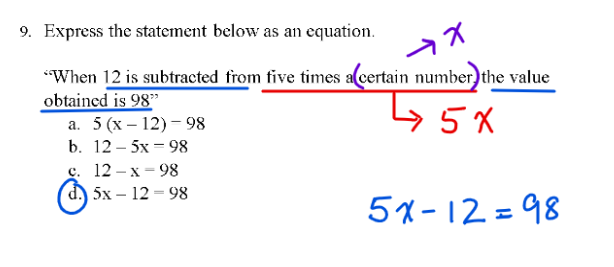 9. Express the statement below as an equation.
x
“When 12 is subtracted from five times a (certain number,) the value
obtained is 98”
5x
a. 5 (x – 12) = 98
b. 12 – 5x = 98
c. 12 – x = 98
d. 5x – 12 = 98
5x - 12 = 98